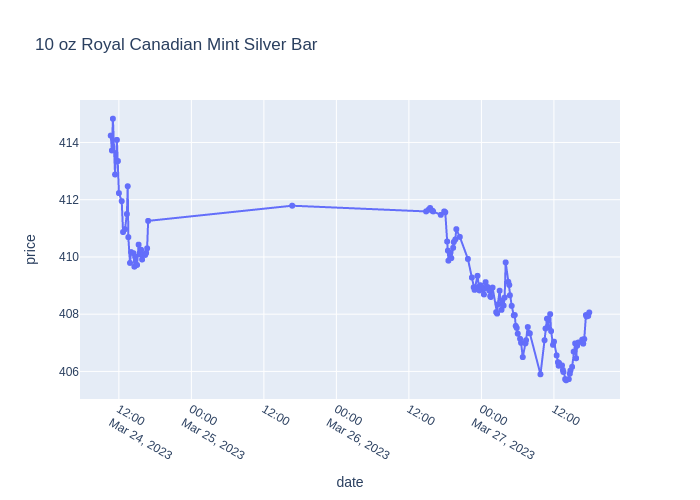 10 oz Royal Canadian Mint Silver Bar
price
414
412
410
408
406
12:00
Mar 24, 2023
00:00
Mar 25, 2023
12:00
00:00
Mar 26, 2023
12:00
00:00
Mar 27, 2023
12:00
date